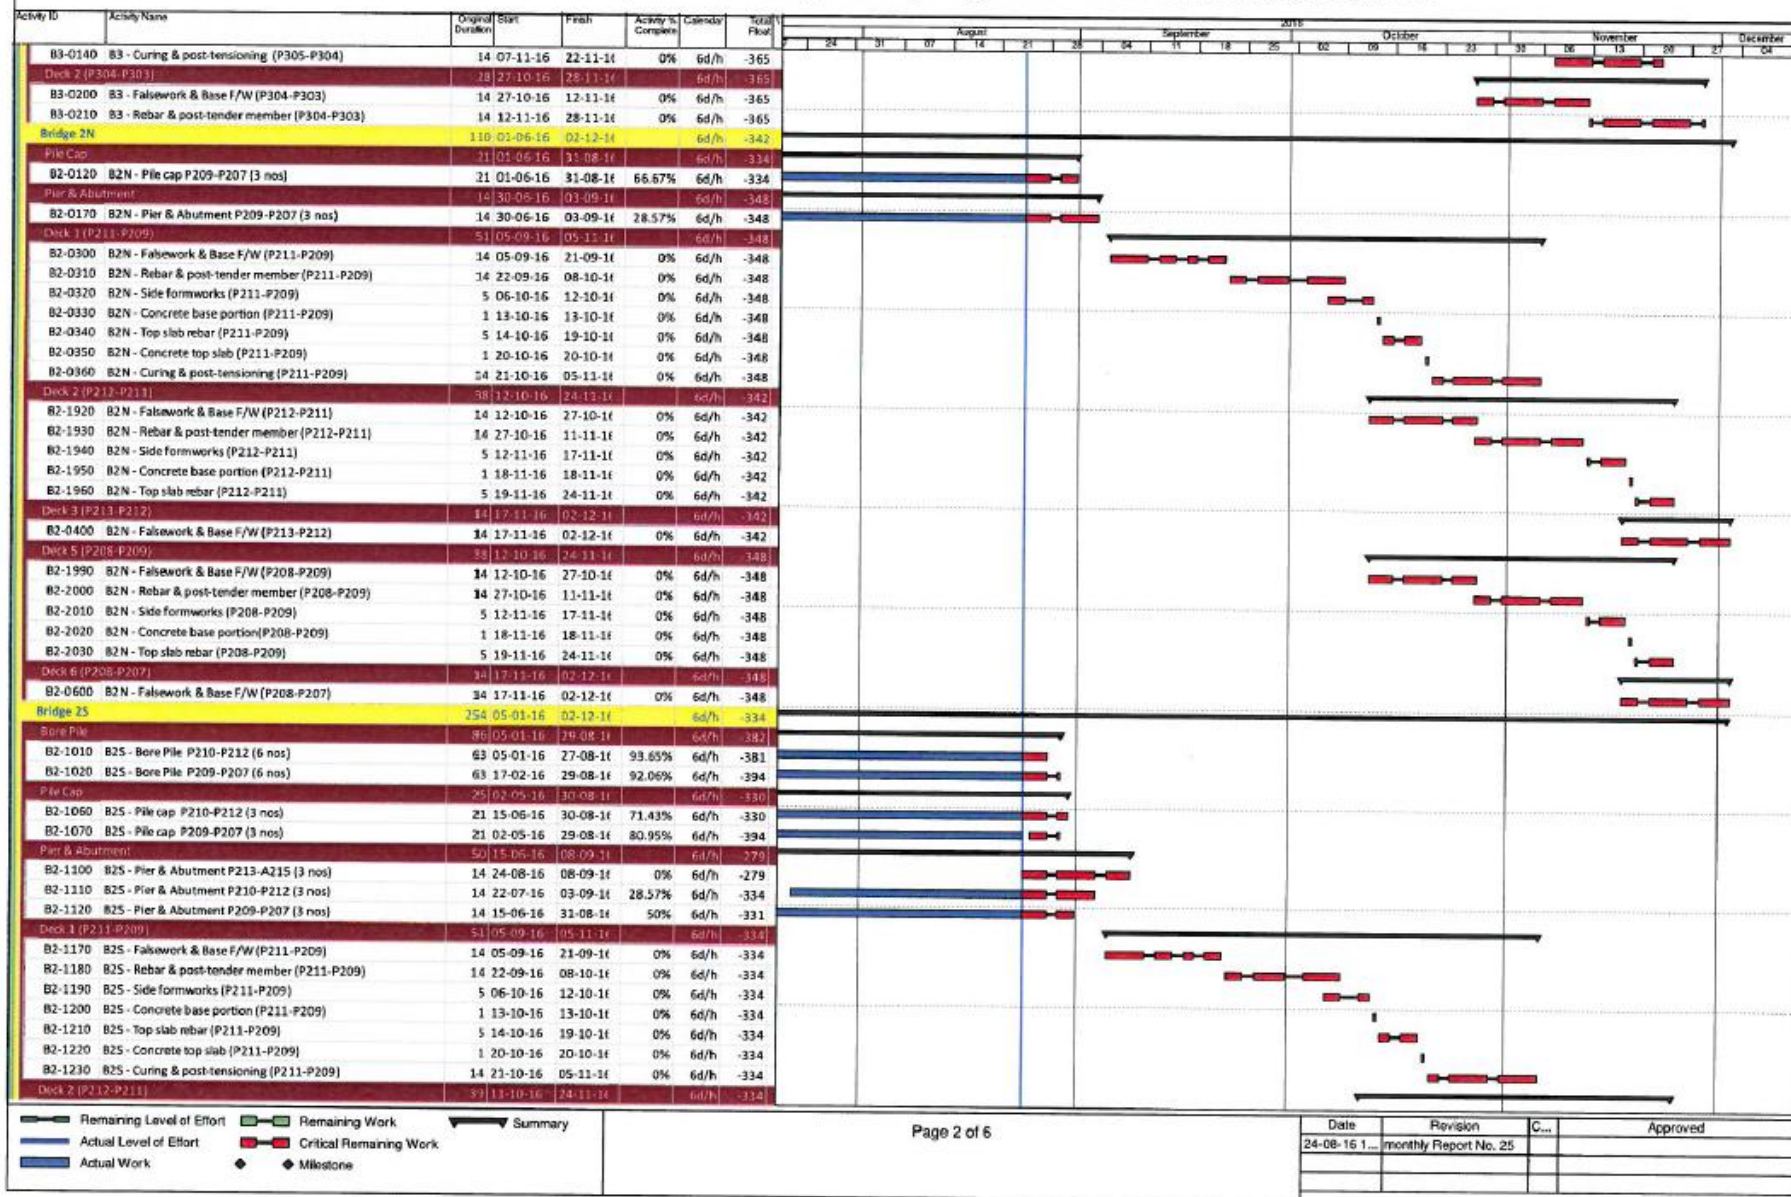 Activity ID Activity Name Original Duration Start Finish Activity % Complete Calendar Total Float
2016
August September October November December
24 31 07 14 21 28 04 11 18 25 02 09 16 23 30 06 13 20 27 04
B3-0140 B3 - Curing & post-tensioning (P305-P304) 14 07-11-16 22-11-16 0% 6d/h -365
Deck 2 (P304-P303) 28 27-10-16 28-11-16 6d/h -365
B3-0200 B3 - Falsework & Base F/W (P304-P303) 14 27-10-16 12-11-16 0% 6d/h -365
B3-0210 B3 - Rebar & post-tender member (P304-P303) 14 12-11-16 28-11-16 0% 6d/h -365
Bridge 2N 110 01-06-16 02-12-16 6d/h -342
Pile Cap 21 01-06-16 31-08-16 6d/h -334
B2-0120 B2N - Pile cap P209-P207 (3 nos) 21 01-06-16 31-08-16 66.67% 6d/h -334
Pier & Abutment 14 30-06-16 03-09-16 6d/h -348
B2-0170 B2N - Pier & Abutment P209-P207 (3 nos) 14 30-06-16 03-09-16 28.57% 6d/h -348
Deck 1 (P211-P209) 51 05-09-16 05-11-16 6d/h -348
B2-0300 B2N - Falsework & Base F/W (P211-P209) 14 05-09-16 21-09-16 0% 6d/h -348
B2-0310 B2N - Rebar & post-tender member (P211-P209) 14 22-09-16 08-10-16 0% 6d/h -348
B2-0320 B2N - Side formworks (P211-P209) 5 06-10-16 12-10-16 0% 6d/h -348
B2-0330 B2N - Concrete base portion (P211-P209) 1 13-10-16 13-10-16 0% 6d/h -348
B2-0340 B2N - Top slab rebar (P211-P209) 5 14-10-16 19-10-16 0% 6d/h -348
B2-0350 B2N - Concrete top slab (P211-P209) 1 20-10-16 20-10-16 0% 6d/h -348
B2-0360 B2N - Curing & post-tensioning (P211-P209) 14 21-10-16 05-11-16 0% 6d/h -348
Deck 2 (P212-P211) 38 12-10-16 24-11-16 6d/h -342
B2-1920 B2N - Falsework & Base F/W (P212-P211) 14 12-10-16 27-10-16 0% 6d/h -342
B2-1930 B2N - Rebar & post-tender member (P212-P211) 14 27-10-16 11-11-16 0% 6d/h -342
B2-1940 B2N - Side formworks (P212-P211) 5 12-11-16 17-11-16 0% 6d/h -342
B2-1950 B2N - Concrete base portion (P212-P211) 1 18-11-16 18-11-16 0% 6d/h -342
B2-1960 B2N - Top slab rebar (P212-P211) 5 19-11-16 24-11-16 0% 6d/h -342
Deck 3 (P213-P212) 14 17-11-16 02-12-16 6d/h -342
B2-0400 B2N - Falsework & Base F/W (P213-P212) 14 17-11-16 02-12-16 0% 6d/h -342
Deck 5 (P208-P209) 38 12-10-16 24-11-16 6d/h -348
B2-1990 B2N - Falsework & Base F/W (P208-P209) 14 12-10-16 27-10-16 0% 6d/h -348
B2-2000 B2N - Rebar & post-tender member (P208-P209) 14 27-10-16 11-11-16 0% 6d/h -348
B2-2010 B2N - Side formworks (P208-P209) 5 12-11-16 17-11-16 0% 6d/h -348
B2-2020 B2N - Concrete base portion(P208-P209) 1 18-11-16 18-11-16 0% 6d/h -348
B2-2030 B2N - Top slab rebar (P208-P209) 5 19-11-16 24-11-16 0% 6d/h -348
Deck 6 (P208-P207) 14 17-11-16 02-12-16 6d/h -348
B2-0600 B2N - Falsework & Base F/W (P208-P207) 14 17-11-16 02-12-16 0% 6d/h -348
Bridge 2S 254 05-01-16 02-12-16 6d/h -334
Bore Pile 86 05-01-16 29-08-16 6d/h -382
B2-1010 B2S - Bore Pile P210-P212 (6 nos) 63 05-01-16 27-08-16 93.65% 6d/h -381
B2-1020 B2S - Bore Pile P209-P207 (6 nos) 63 17-02-16 29-08-16 92.06% 6d/h -394
Pile Cap 25 02-05-16 30-08-16 6d/h -330
B2-1060 B2S - Pile cap P210-P212 (3 nos) 21 15-06-16 30-08-16 71.43% 6d/h -330
B2-1070 B2S - Pile cap P209-P207 (3 nos) 21 02-05-16 29-08-16 80.95% 6d/h -394
Pier & Abutment 50 15-06-16 08-09-16 6d/h -279
B2-1100 B2S - Pier & Abutment P213-A215 (3 nos) 14 24-08-16 08-09-16 0% 6d/h -279
B2-1110 B2S - Pier & Abutment P210-P212 (3 nos) 14 22-07-16 03-09-16 28.57% 6d/h -334
B2-1120 B2S - Pier & Abutment P209-P207 (3 nos) 14 15-06-16 31-08-16 50% 6d/h -331
Deck 1 (P211-P209) 51 05-09-16 05-11-16 6d/h -334
B2-1170 B2S - Falsework & Base F/W (P211-P209) 14 05-09-16 21-09-16 0% 6d/h -334
B2-1180 B2S - Rebar & post-tender member (P211-P209) 14 22-09-16 08-10-16 0% 6d/h -334
B2-1190 B2S - Side formworks (P211-P209) 5 06-10-16 12-10-16 0% 6d/h -334
B2-1200 B2S - Concrete base portion (P211-P209) 1 13-10-16 13-10-16 0% 6d/h -334
B2-1210 B2S - Top slab rebar (P211-P209) 5 14-10-16 19-10-16 0% 6d/h -334
B2-1220 B2S - Concrete top slab (P211-P209) 1 20-10-16 20-10-16 0% 6d/h -334
B2-1230 B2S - Curing & post-tensioning (P211-P209) 14 21-10-16 05-11-16 0% 6d/h -334
Deck 2 (P212-P211) 39 11-10-16 24-11-16 6d/h -334
Remaining Level of Effort Remaining Work Summary
Actual Level of Effort Critical Remaining Work
Actual Work Milestone
Page 2 of 6
Date Revision C... Approved
24-08-16 1... monthly Report No. 25